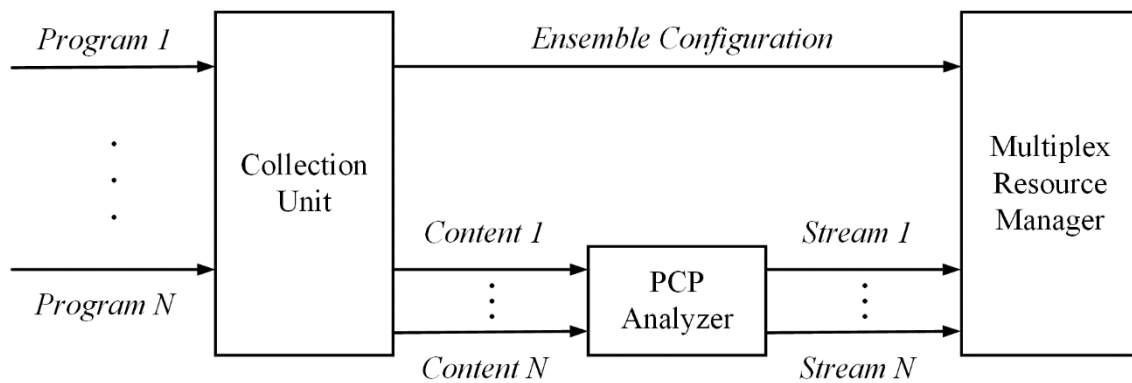 Program 1
Ensemble Configuration
Collection
Unit
Multiplex
Resource
Manager
Content 1
Stream 1
Program N
PCP
Analyzer
Content N
Stream N